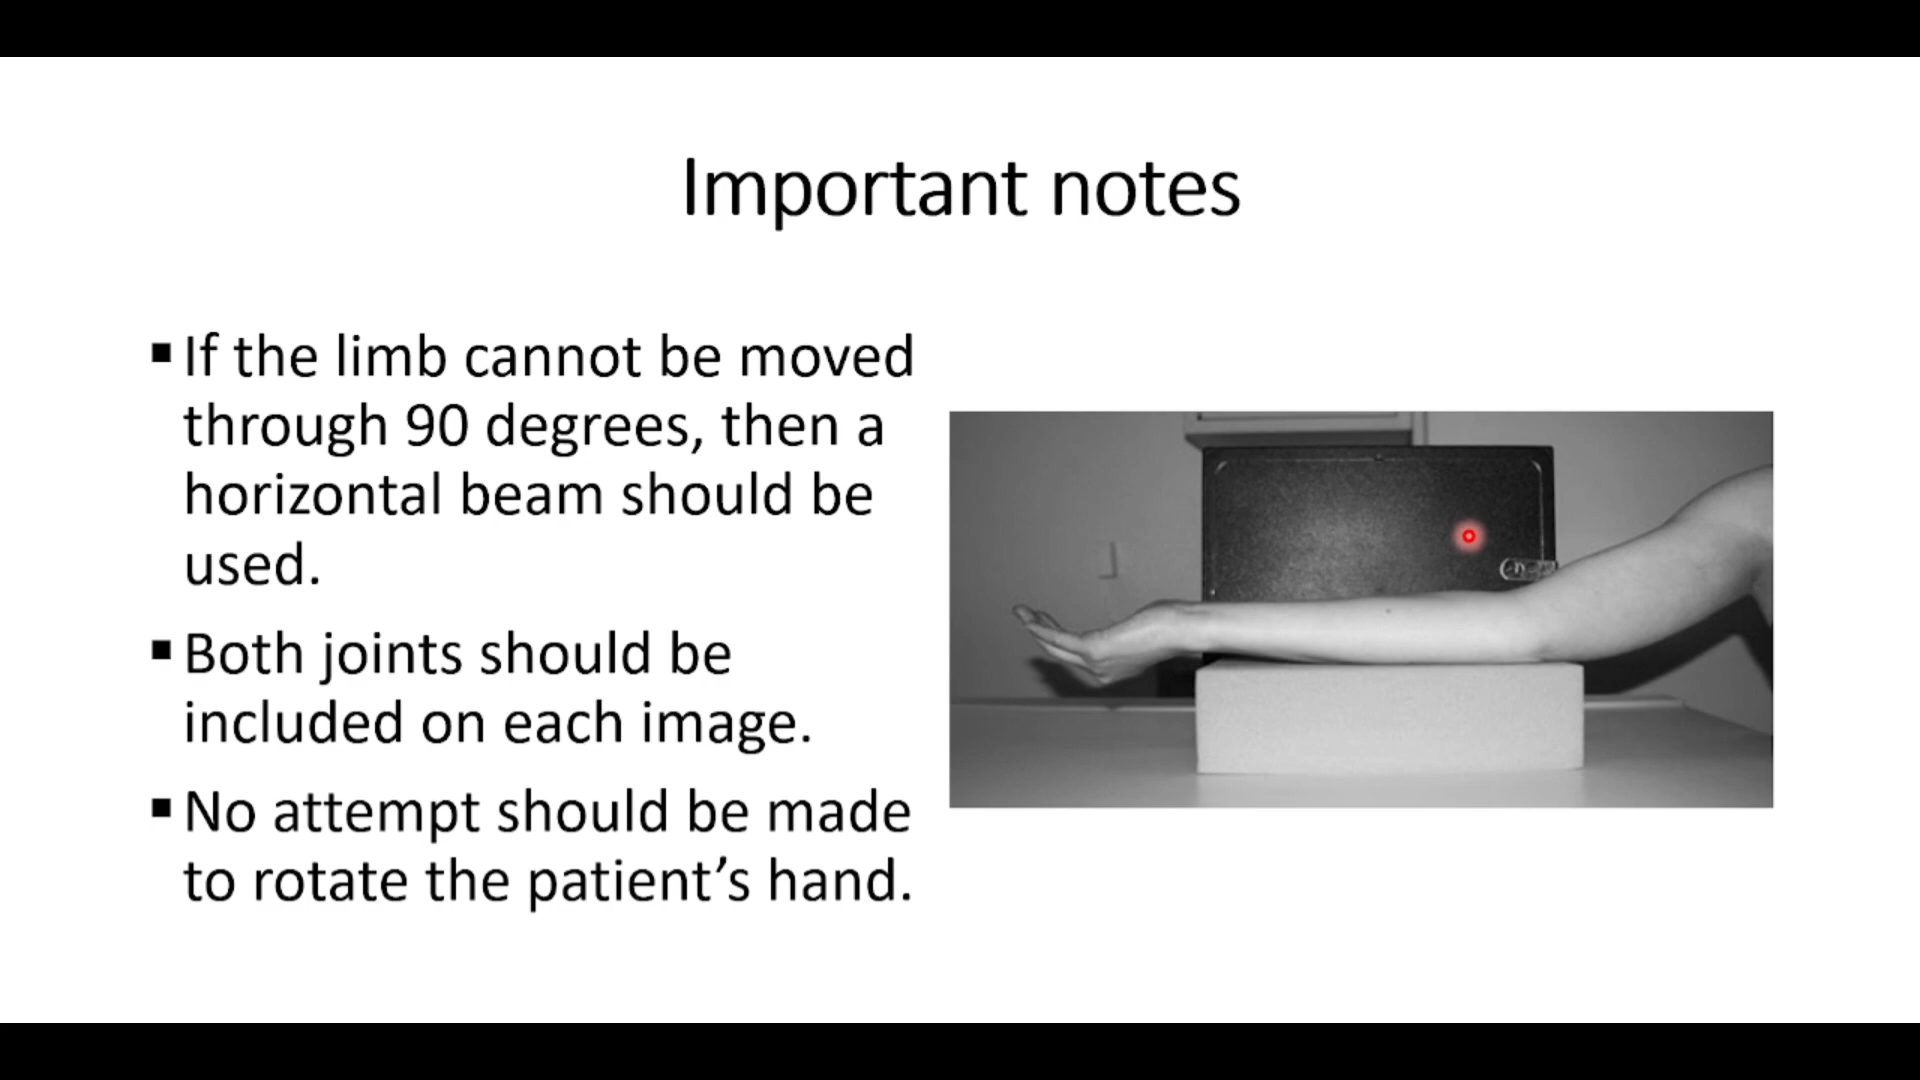 Important notes
▪ If the limb cannot be moved
through 90 degrees, then a
horizontal beam should be
used.
▪ Both joints should be
included on each image.
▪ No attempt should be made
to rotate the patient’s hand.